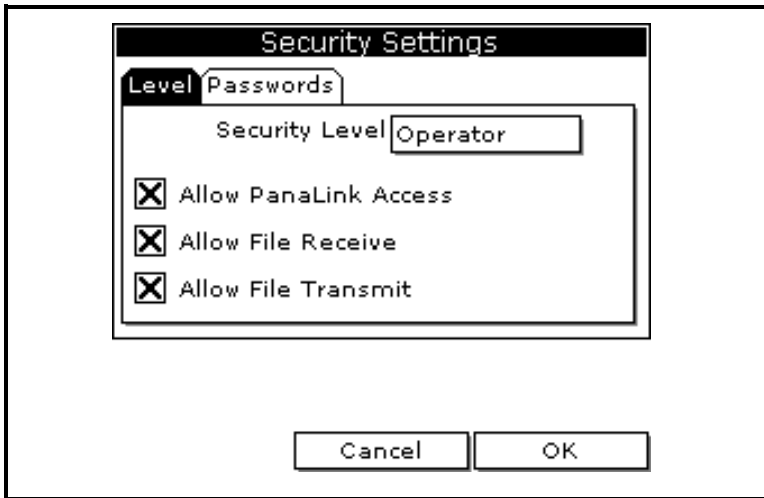 Security Settings
Level Passwords
Security Level Operator
Allow PanaLink Access
Allow File Receive
Allow File Transmit
Cancel OK